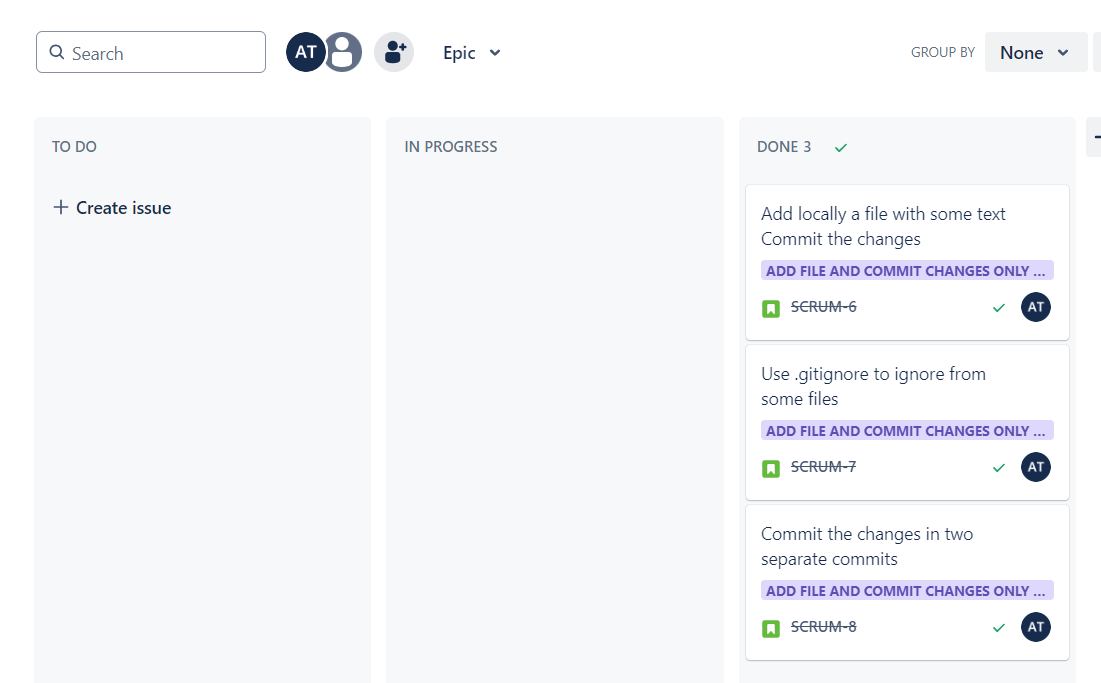 Search
AT
Epic
GROUP BY
None
TO DO
Create issue
IN PROGRESS
DONE 3
Add locally a file with some text
Commit the changes
ADD FILE AND COMMIT CHANGES ONLY ...
SCRUM-6
AT
Use .gitignore to ignore from
some files
ADD FILE AND COMMIT CHANGES ONLY ...
SCRUM-7
AT
Commit the changes in two
separate commits
ADD FILE AND COMMIT CHANGES ONLY ...
SCRUM-8
AT